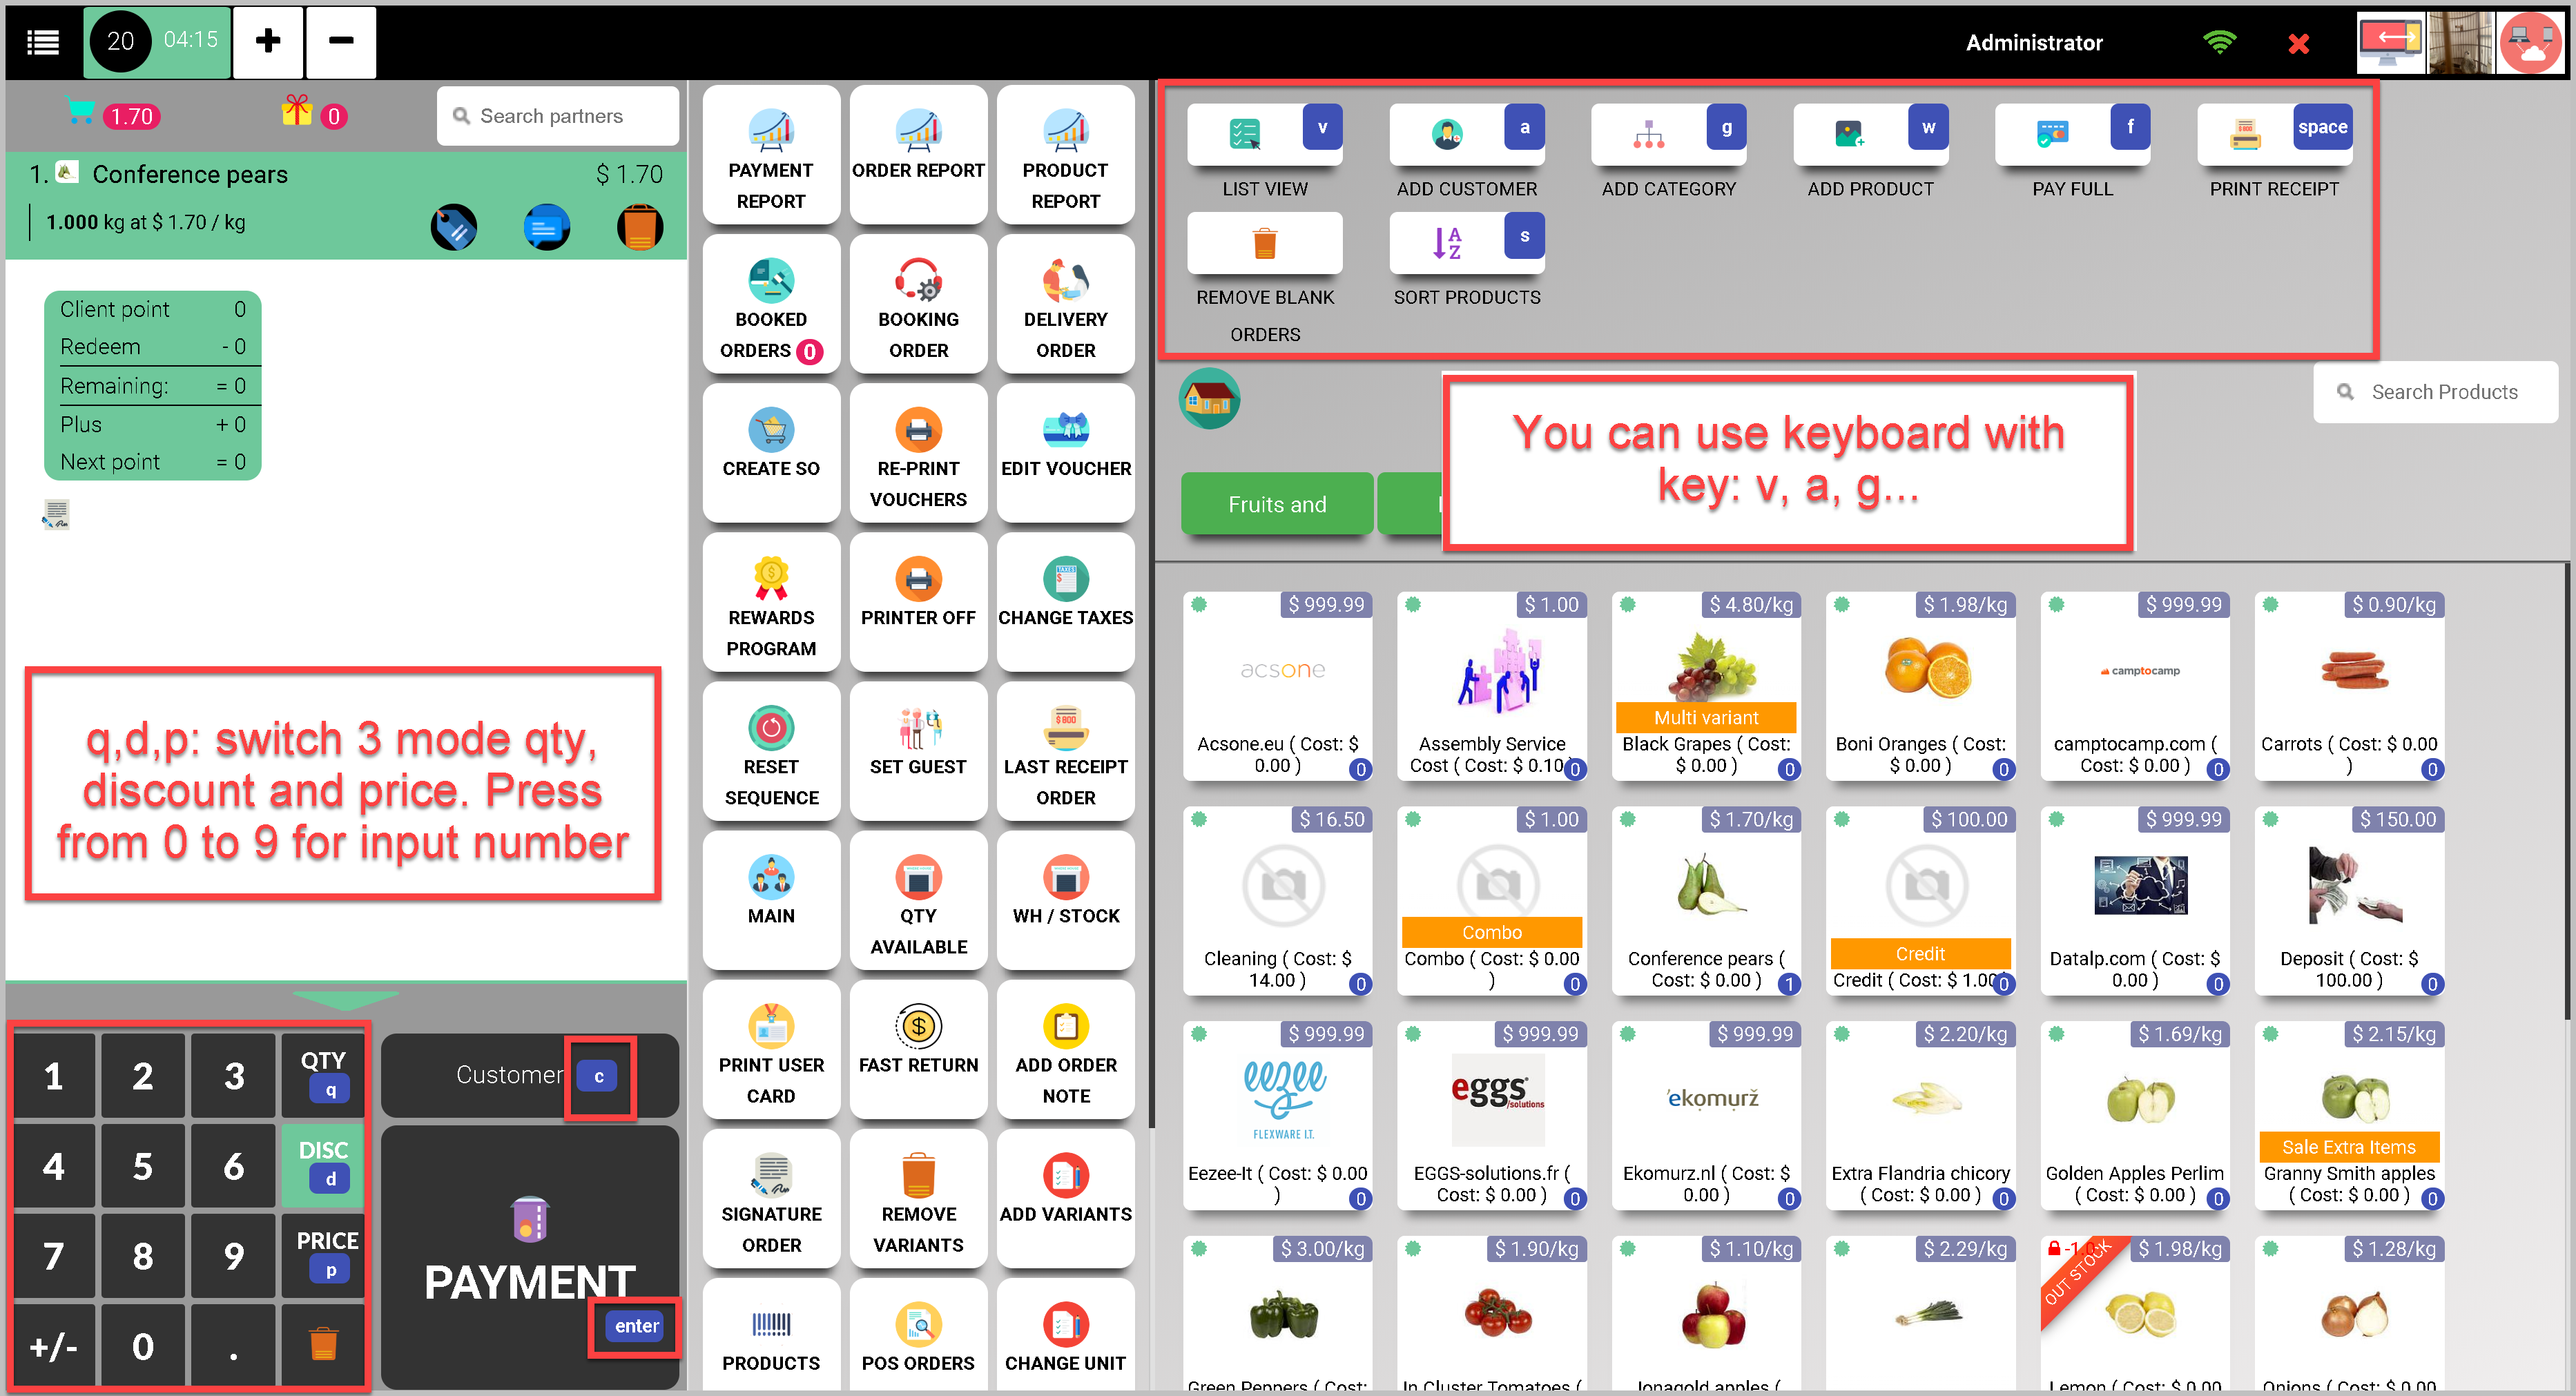 20 04:15
Administrator
1.70 0 Search partners
1. Conference pears $ 1.70
1.000 kg at $ 1.70 / kg
Client point 0
Redeem - 0
Remaining: = 0
Plus + 0
Next point = 0
q,d,p: switch 3 mode qty,
discount and price. Press
from 0 to 9 for input number
1 2 3 QTY q
4 5 6 DISC d
7 8 9 PRICE p
+/- 0 .
Customer c
PAYMENT
enter
PAYMENT
REPORT
ORDER REPORT
PRODUCT
REPORT
BOOKED
ORDERS 0
BOOKING
ORDER
DELIVERY
ORDER
CREATE SO
RE-PRINT
VOUCHERS
EDIT VOUCHER
REWARDS
PROGRAM
PRINTER OFF
CHANGE TAXES
RESET
SEQUENCE
SET GUEST
LAST RECEIPT
ORDER
MAIN
QTY
AVAILABLE
WH / STOCK
PRINT USER
CARD
FAST RETURN
ADD ORDER
NOTE
SIGNATURE
ORDER
REMOVE
VARIANTS
ADD VARIANTS
PRODUCTS
POS ORDERS
CHANGE UNIT
v
LIST VIEW
a
ADD CUSTOMER
g
ADD CATEGORY
w
ADD PRODUCT
f
PAY FULL
space
PRINT RECEIPT
REMOVE BLANK
ORDERS
s
SORT PRODUCTS
Search Products
You can use keyboard with
key: v, a, g...
Fruits and
$ 999.99
acsone
Acsone.eu ( Cost: $
0.00 ) 0
$ 1.00
Assembly Service
Cost ( Cost: $ 0.10 0
$ 4.80/kg
Multi variant
Black Grapes ( Cost:
$ 0.00 ) 0
$ 1.98/kg
Boni Oranges ( Cost:
$ 0.00 ) 0
$ 999.99
camptocamp
camptocamp.com (
Cost: $ 0.00 ) 0
$ 0.90/kg
Carrots ( Cost: $ 0.00
) 0
$ 16.50
Cleaning ( Cost: $
14.00 ) 0
$ 1.00
Combo
Combo ( Cost: $ 0.00
) 0
$ 1.70/kg
Conference pears (
Cost: $ 0.00 ) 1
$ 100.00
Credit
Credit ( Cost: $ 1.00 0
$ 999.99
Datalp.com ( Cost: $
0.00 ) 0
$ 150.00
Deposit ( Cost: $
100.00 ) 0
$ 999.99
eezee
FLEXWARE I.T.
Eezee-It ( Cost: $ 0.00
) 0
$ 999.99
eggs
/solutions
EGGS-solutions.fr (
Cost: $ 0.00 ) 0
$ 999.99
'ekomurž
Ekomurz.nl ( Cost: $
0.00 ) 0
$ 2.20/kg
Extra Flandria chicory
( Cost: $ 0.00 ) 0
$ 1.69/kg
Golden Apples Perlim
( Cost: $ 0.00 ) 0
$ 2.15/kg
Sale Extra Items
Granny Smith apples
( Cost: $ 0.00 ) 0
$ 3.00/kg
Green Peppers ( Cost:
$ 1.90/kg
In Cluster Tomatoes (
$ 1.10/kg
Jonagold apples (
$ 2.29/kg
$ 1.98/kg
OUT STOCK
Lemon ( Cost: $ 0.00
$ 1.28/kg
Onions ( Cost: $ 0.00